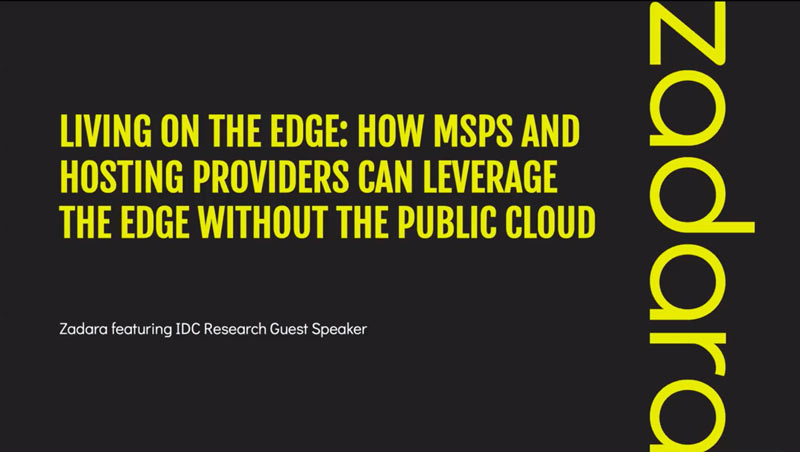 LIVING ON THE EDGE: HOW MSPS AND
HOSTING PROVIDERS CAN LEVERAGE
THE EDGE WITHOUT THE PUBLIC CLOUD
Zadara featuring IDC Research Guest Speaker
zadara